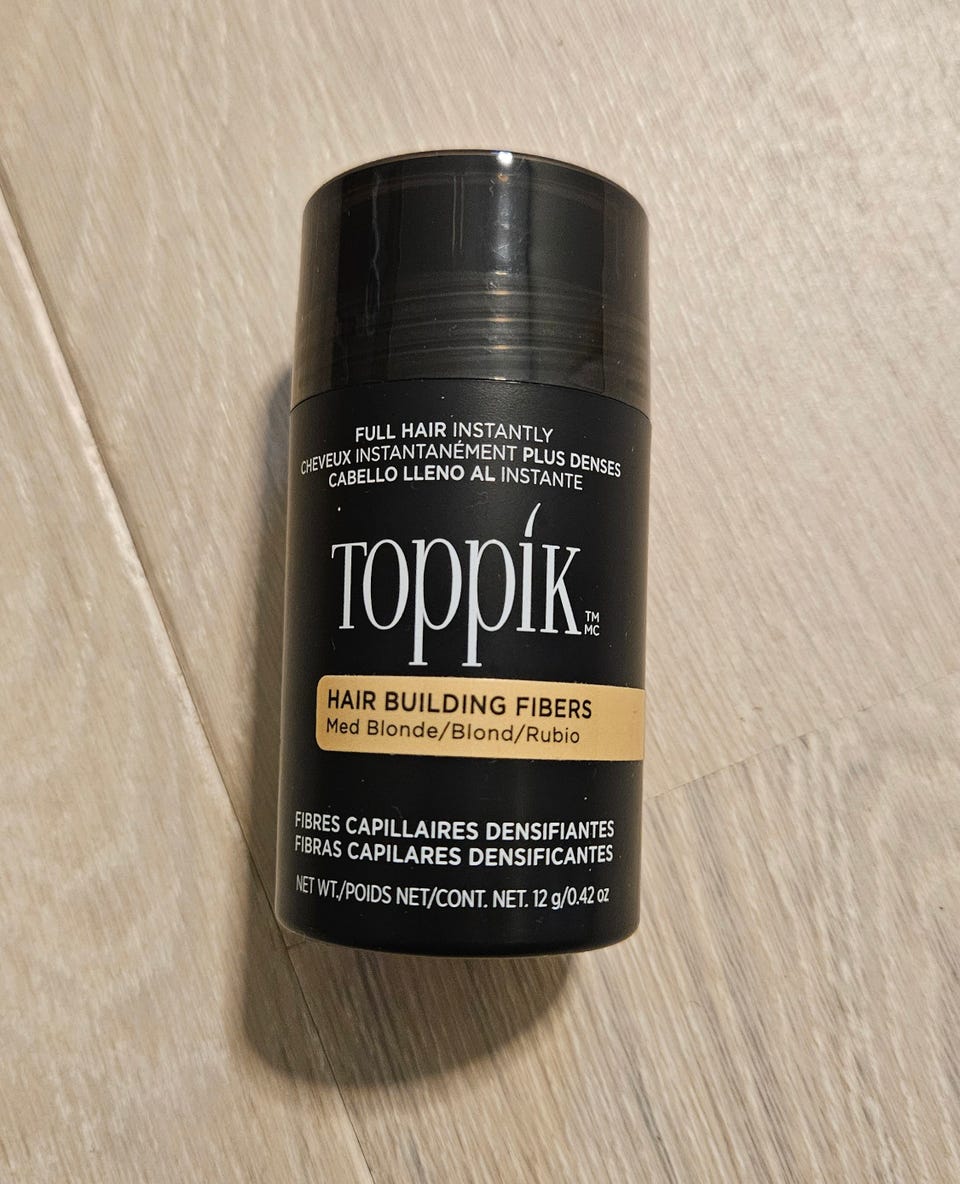 FULL HAIR INSTANTLY
CHEVEUX INSTANTANÉMENT PLUS DENSES
CABELLO LLENO AL INSTANTE
Toppik TM MC
HAIR BUILDING FIBERS
Med Blonde/Blond/Rubio
FIBRES CAPILLAIRES DENSIFIANTES
FIBRAS CAPILARES DENSIFICANTES
NET WT./POIDS NET/CONT. NET. 12 g/0.42 oz